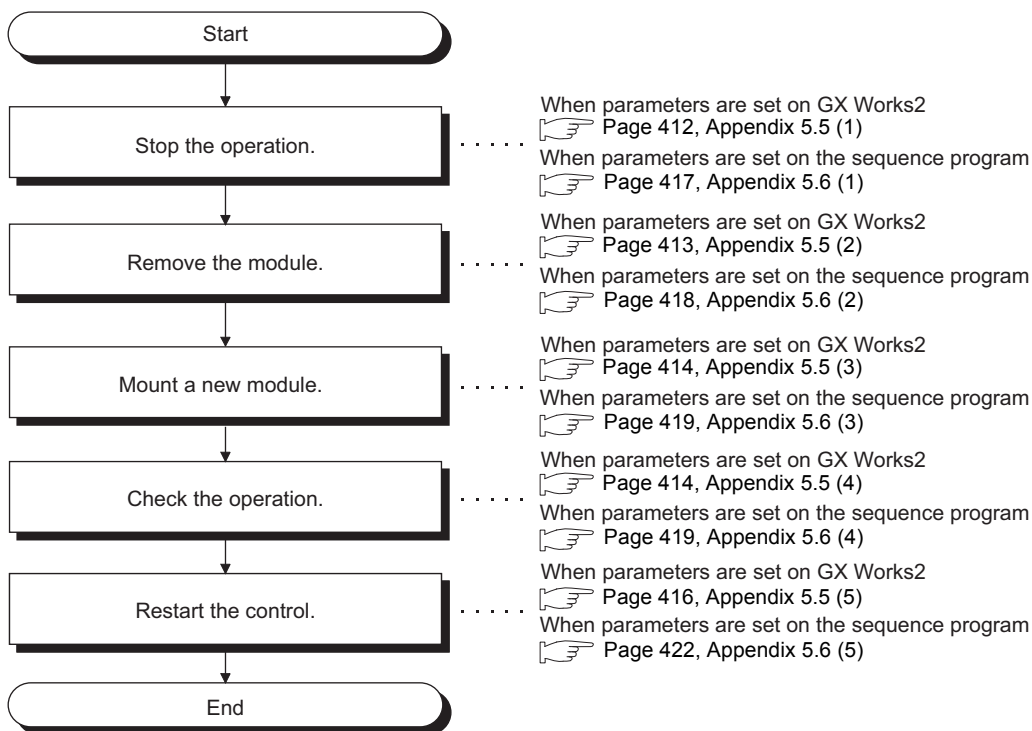 Start
Stop the operation.
When parameters are set on GX Works2
Page 412, Appendix 5.5 (1)
When parameters are set on the sequence program
Page 417, Appendix 5.6 (1)
Remove the module.
When parameters are set on GX Works2
Page 413, Appendix 5.5 (2)
When parameters are set on the sequence program
Page 418, Appendix 5.6 (2)
Mount a new module.
When parameters are set on GX Works2
Page 414, Appendix 5.5 (3)
When parameters are set on the sequence program
Page 419, Appendix 5.6 (3)
Check the operation.
When parameters are set on GX Works2
Page 414, Appendix 5.5 (4)
When parameters are set on the sequence program
Page 419, Appendix 5.6 (4)
Restart the control.
When parameters are set on GX Works2
Page 416, Appendix 5.5 (5)
When parameters are set on the sequence program
Page 422, Appendix 5.6 (5)
End